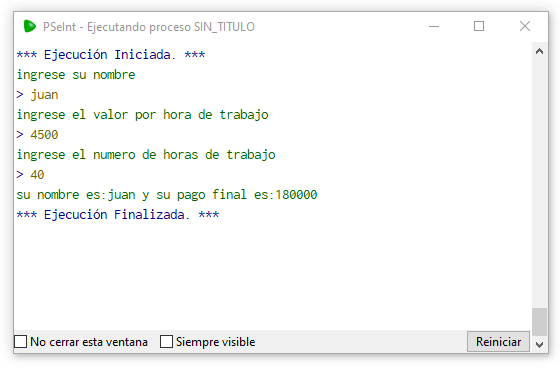 PSeInt - Ejecutando proceso SIN_TITULO
*** Ejecución Iniciada. ***
ingrese su nombre
> juan
ingrese el valor por hora de trabajo
> 4500
ingrese el numero de horas de trabajo
> 40
su nombre es:juan y su pago final es:180000
*** Ejecución Finalizada. ***
No cerrar esta ventana Siempre visible Reiniciar